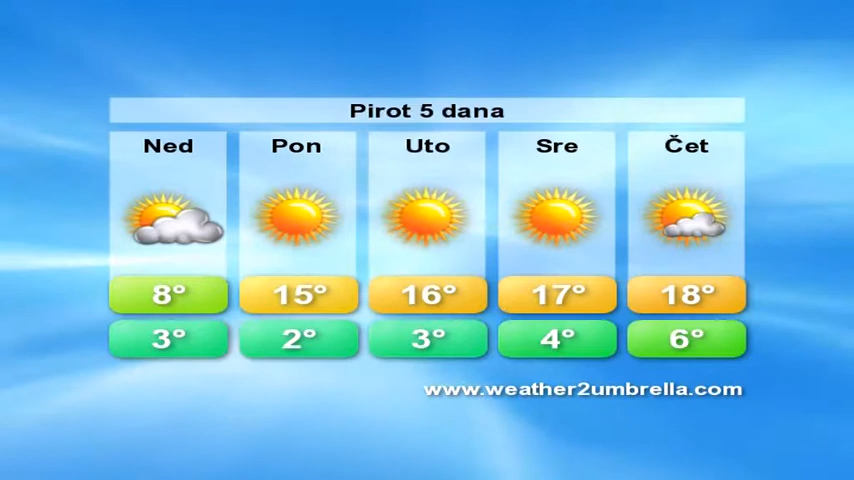 Pirot 5 dana
Ned Pon Uto Sre Čet
8° 15° 16° 17° 18°
3° 2° 3° 4° 6°
www.weather2umbrella.com